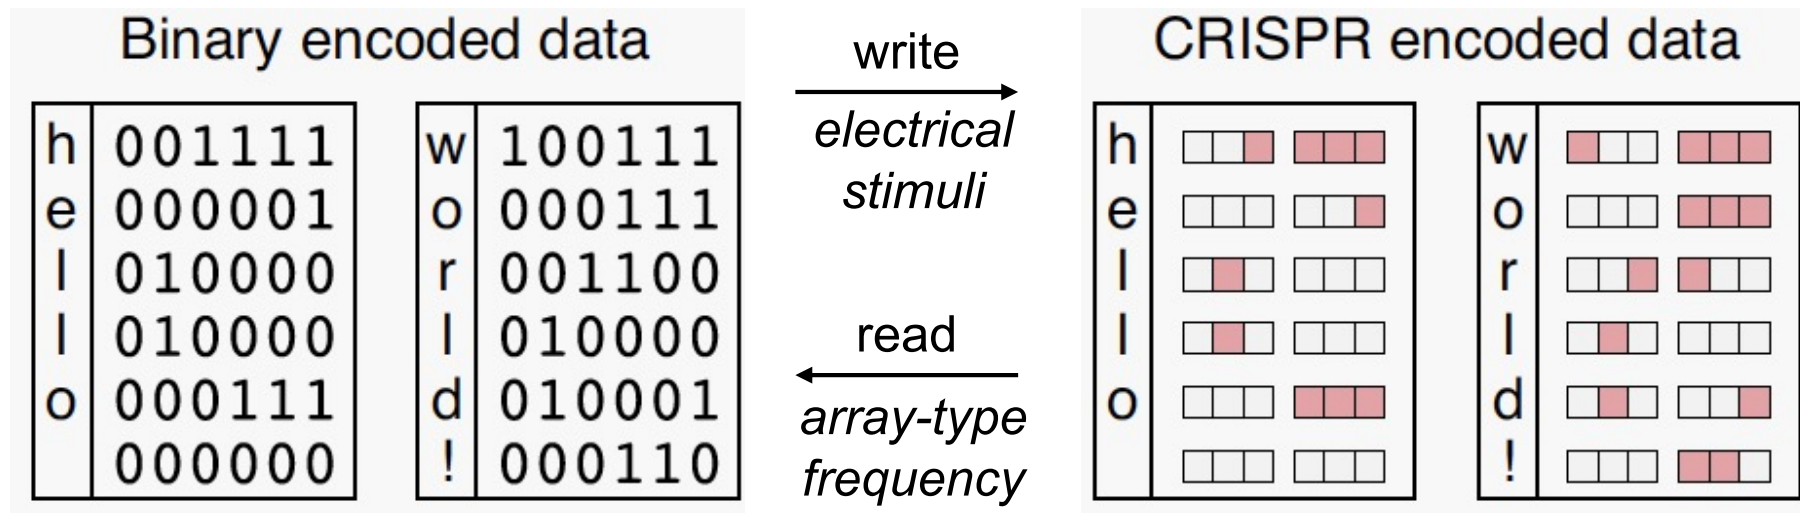 Binary encoded data
h 001111
e 000001
l 010000
l 010000
o 000111
000000
w 100111
o 000111
r 001100
l 010000
d 010001
! 000110
write
electrical
stimuli
read
array-type
frequency
CRISPR encoded data
h
e
l
l
o
w
o
r
l
d
!